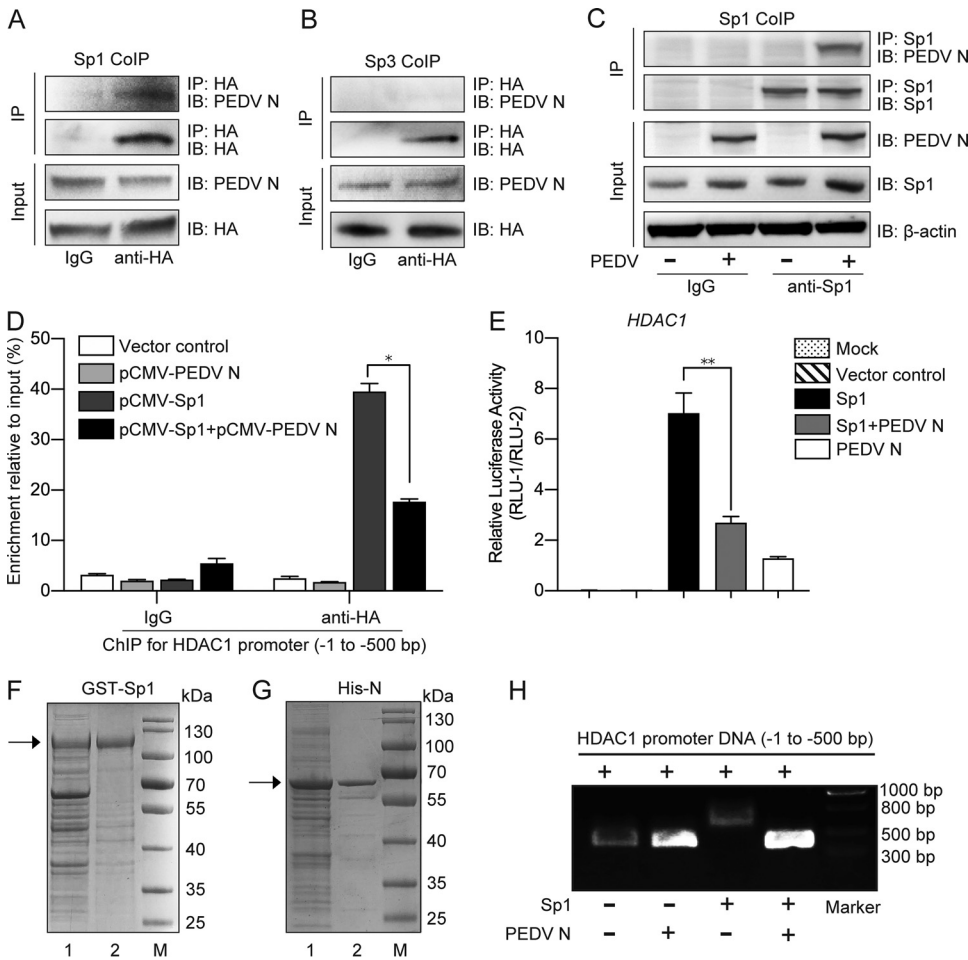 A
Sp1 CoIP
IP
IP: HA
IB: PEDV N
IP: HA
IB: HA
Input
IB: PEDV N
IB: HA
IgG anti-HA
B
Sp3 CoIP
IP
IP: HA
IB: PEDV N
IP: HA
IB: HA
Input
IB: PEDV N
IB: HA
IgG anti-HA
C
Sp1 CoIP
IP
IP: Sp1
IB: PEDV N
IP: Sp1
IB: Sp1
Input
IB: PEDV N
IB: Sp1
IB: β-actin
PEDV - + - +
IgG anti-Sp1
D
Enrichment relative to input (%)
50
40
30
20
10
0
Vector control
pCMV-PEDV N
pCMV-Sp1
pCMV-Sp1+pCMV-PEDV N
*
IgG anti-HA
ChIP for HDAC1 promoter (-1 to -500 bp)
E
HDAC1
Relative Luciferase Activity
(RLU-1/RLU-2)
10
8
6
4
2
0
**
Mock
Vector control
Sp1
Sp1+PEDV N
PEDV N
F
GST-Sp1 kDa
130
100
70
55
40
35
25
1 2 M
G
His-N kDa
130
100
70
55
40
35
25
1 2 M
H
HDAC1 promoter DNA (-1 to -500 bp)
+ + + +
1000 bp
800 bp
500 bp
300 bp
Sp1 - - + + Marker
PEDV N - + - +